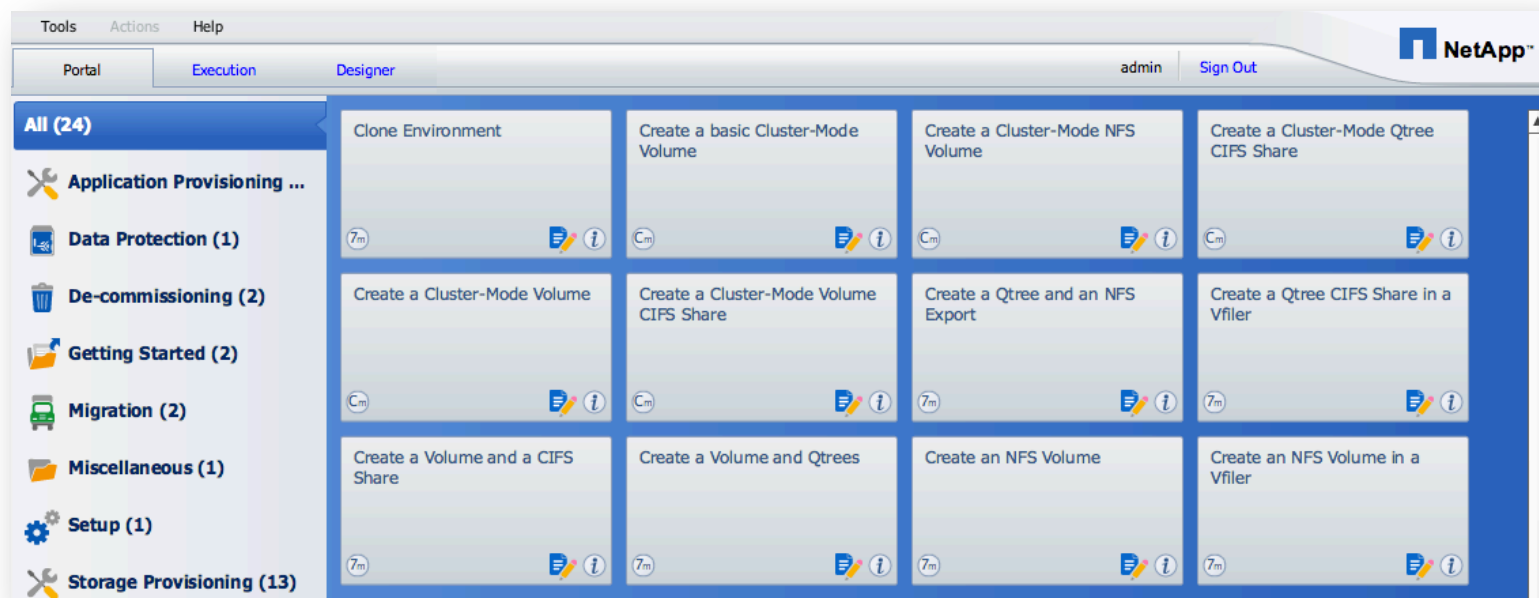 Tools Actions Help
NetApp™
Portal Execution Designer admin Sign Out
All (24)
Application Provisioning ...
Data Protection (1)
De-commissioning (2)
Getting Started (2)
Migration (2)
Miscellaneous (1)
Setup (1)
Storage Provisioning (13)
Clone Environment
7m
i
Create a basic Cluster-Mode
Volume
Cm
i
Create a Cluster-Mode NFS
Volume
Cm
i
Create a Cluster-Mode Qtree
CIFS Share
Cm
i
Create a Cluster-Mode Volume
Cm
i
Create a Cluster-Mode Volume
CIFS Share
Cm
i
Create a Qtree and an NFS
Export
7m
i
Create a Qtree CIFS Share in a
Vfiler
7m
i
Create a Volume and a CIFS
Share
7m
i
Create a Volume and Qtrees
7m
i
Create an NFS Volume
7m
i
Create an NFS Volume in a
Vfiler
7m
i